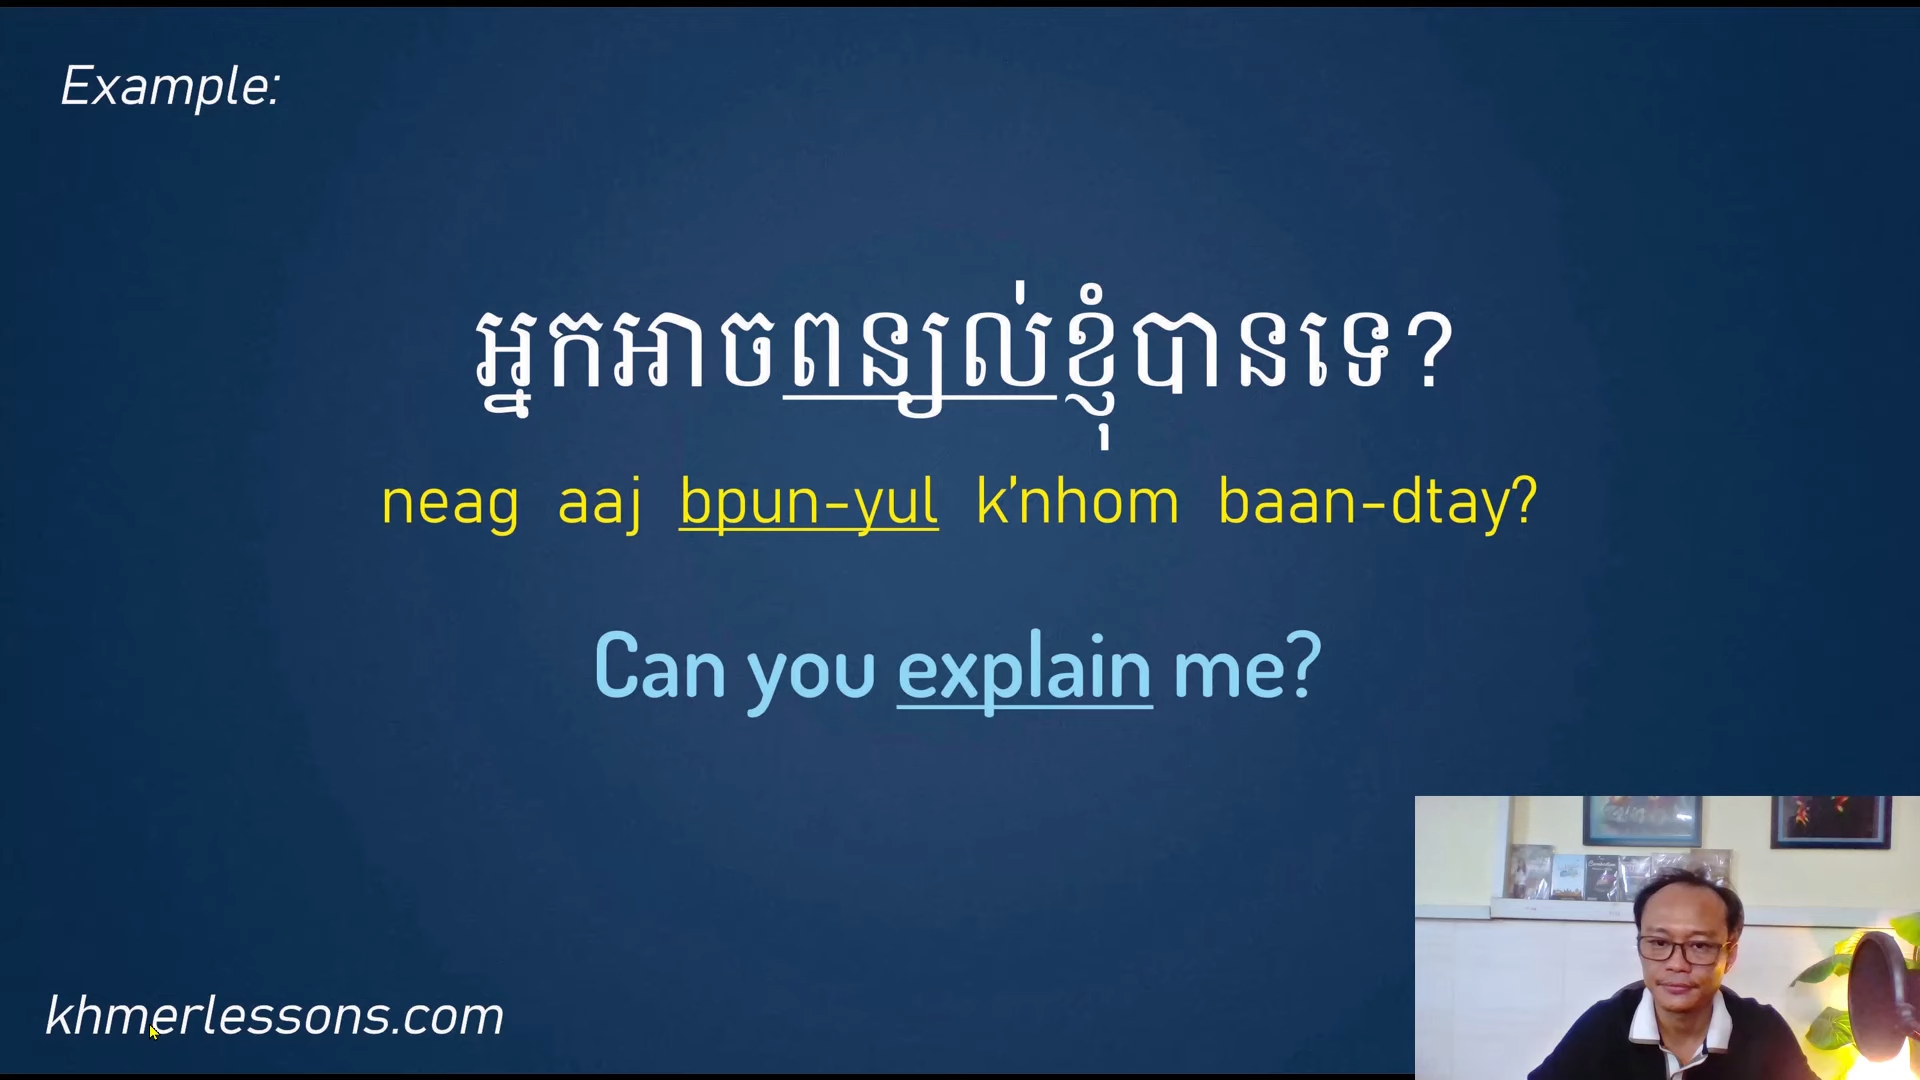 Example:
អ្នកអាចពន្យល់ខ្ញុំបានទេ?
neag aaj bpun-yul k'nhom baan-dtay?
Can you explain me?
khmerlessons.com